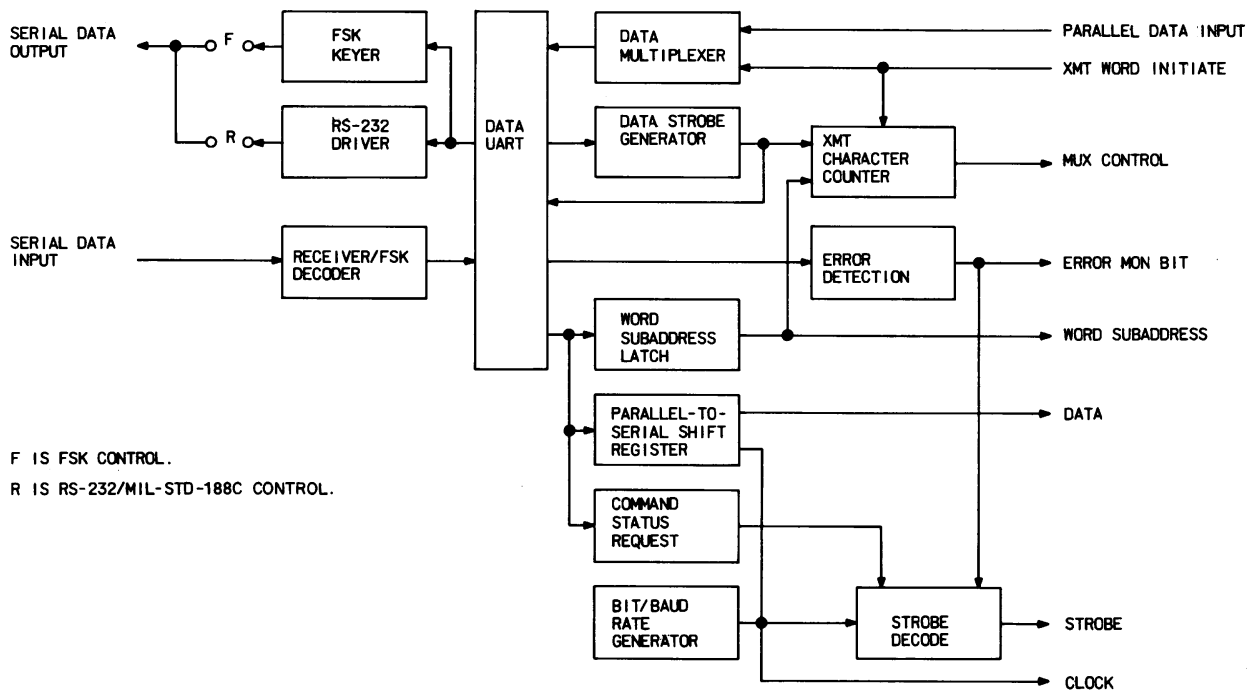 SERIAL DATA
OUTPUT
F
FSK
KEYER
R
RS-232
DRIVER
DATA
UART
DATA
MULTIPLEXER
PARALLEL DATA INPUT
XMT WORD INITIATE
DATA STROBE
GENERATOR
XMT
CHARACTER
COUNTER
MUX CONTROL
SERIAL DATA
INPUT
RECEIVER/FSK
DECODER
ERROR
DETECTION
ERROR MON BIT
WORD
SUBADDRESS
LATCH
WORD SUBADDRESS
PARALLEL-TO-
SERIAL SHIFT
REGISTER
DATA
F IS FSK CONTROL.
R IS RS-232/MIL-STD-188C CONTROL.
COMMAND
STATUS
REQUEST
BIT/BAUD
RATE
GENERATOR
STROBE
DECODE
STROBE
CLOCK